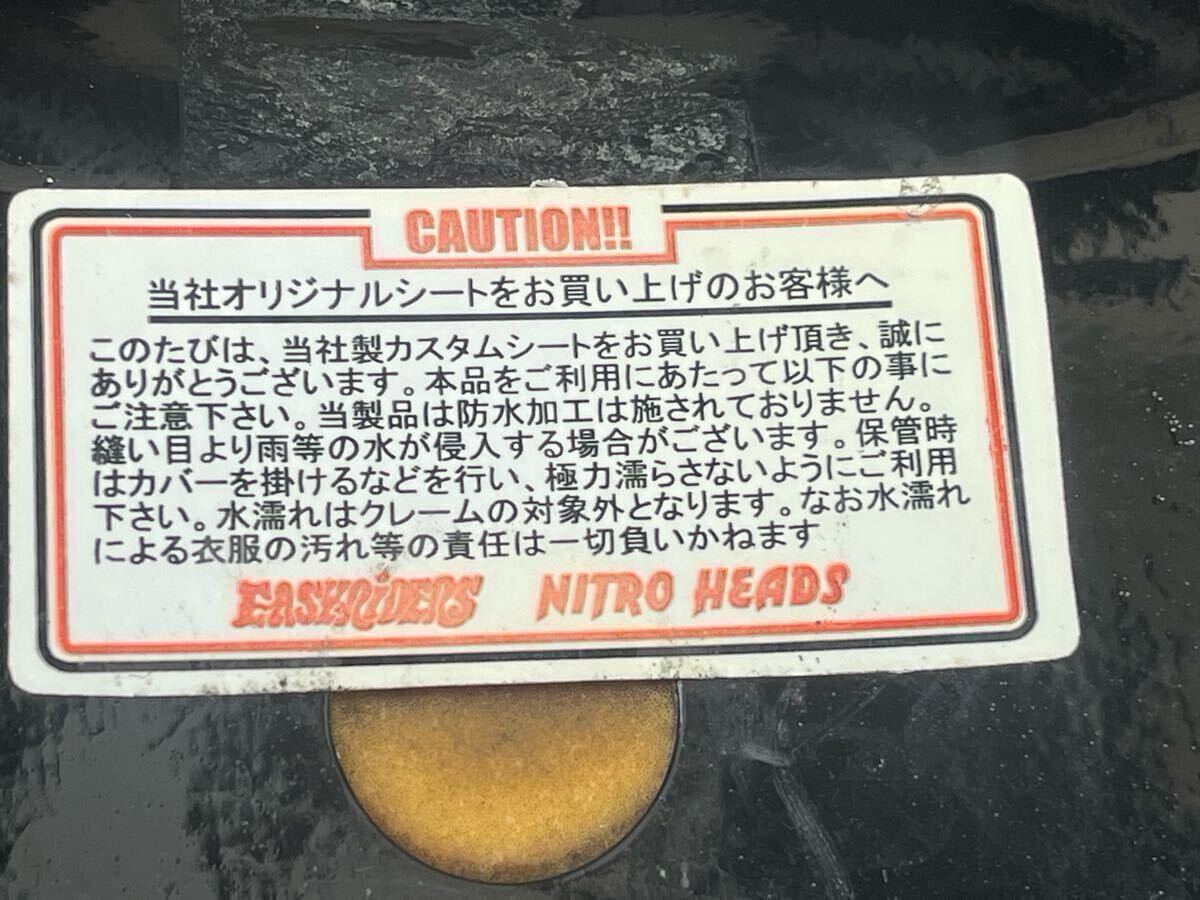 CAUTION!!
当社オリジナルシートをお買い上げのお客様へ
このたびは、当社製カスタムシートをお買い上げ頂き、誠に
ありがとうございます。本品をご利用にあたって以下の事に
ご注意下さい。当製品は防水加工は施されておりません。
縫い目より雨等の水が侵入する場合がございます。保管時
はカバーを掛けるなどを行い、極力濡らさないようにご利用
下さい。水濡れはクレームの対象外となります。なお水濡れ
による衣服の汚れ等の責任は一切負いかねます
EASYRIDERS NITRO HEADS